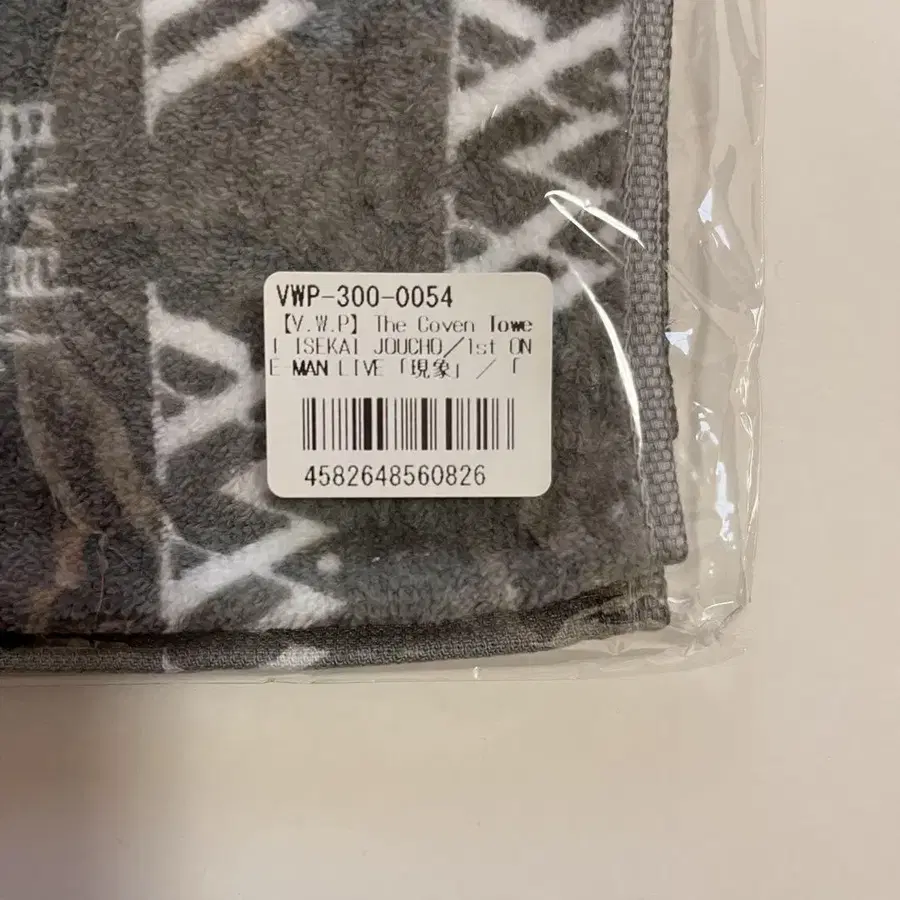 VWP-300-0054
【V.W.P】The Coven Towe
l ISEKAI JOUCHO／1st ON
E-MAN LIVE「現象」／「
4582648560826